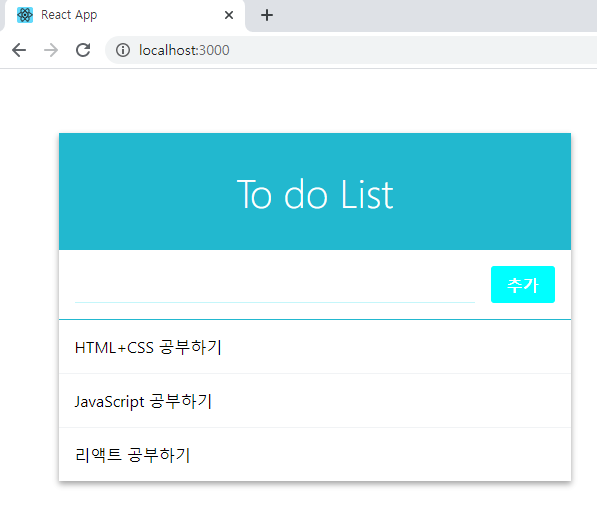 React App
localhost:3000
To do List
추가
HTML+CSS 공부하기
JavaScript 공부하기
리액트 공부하기